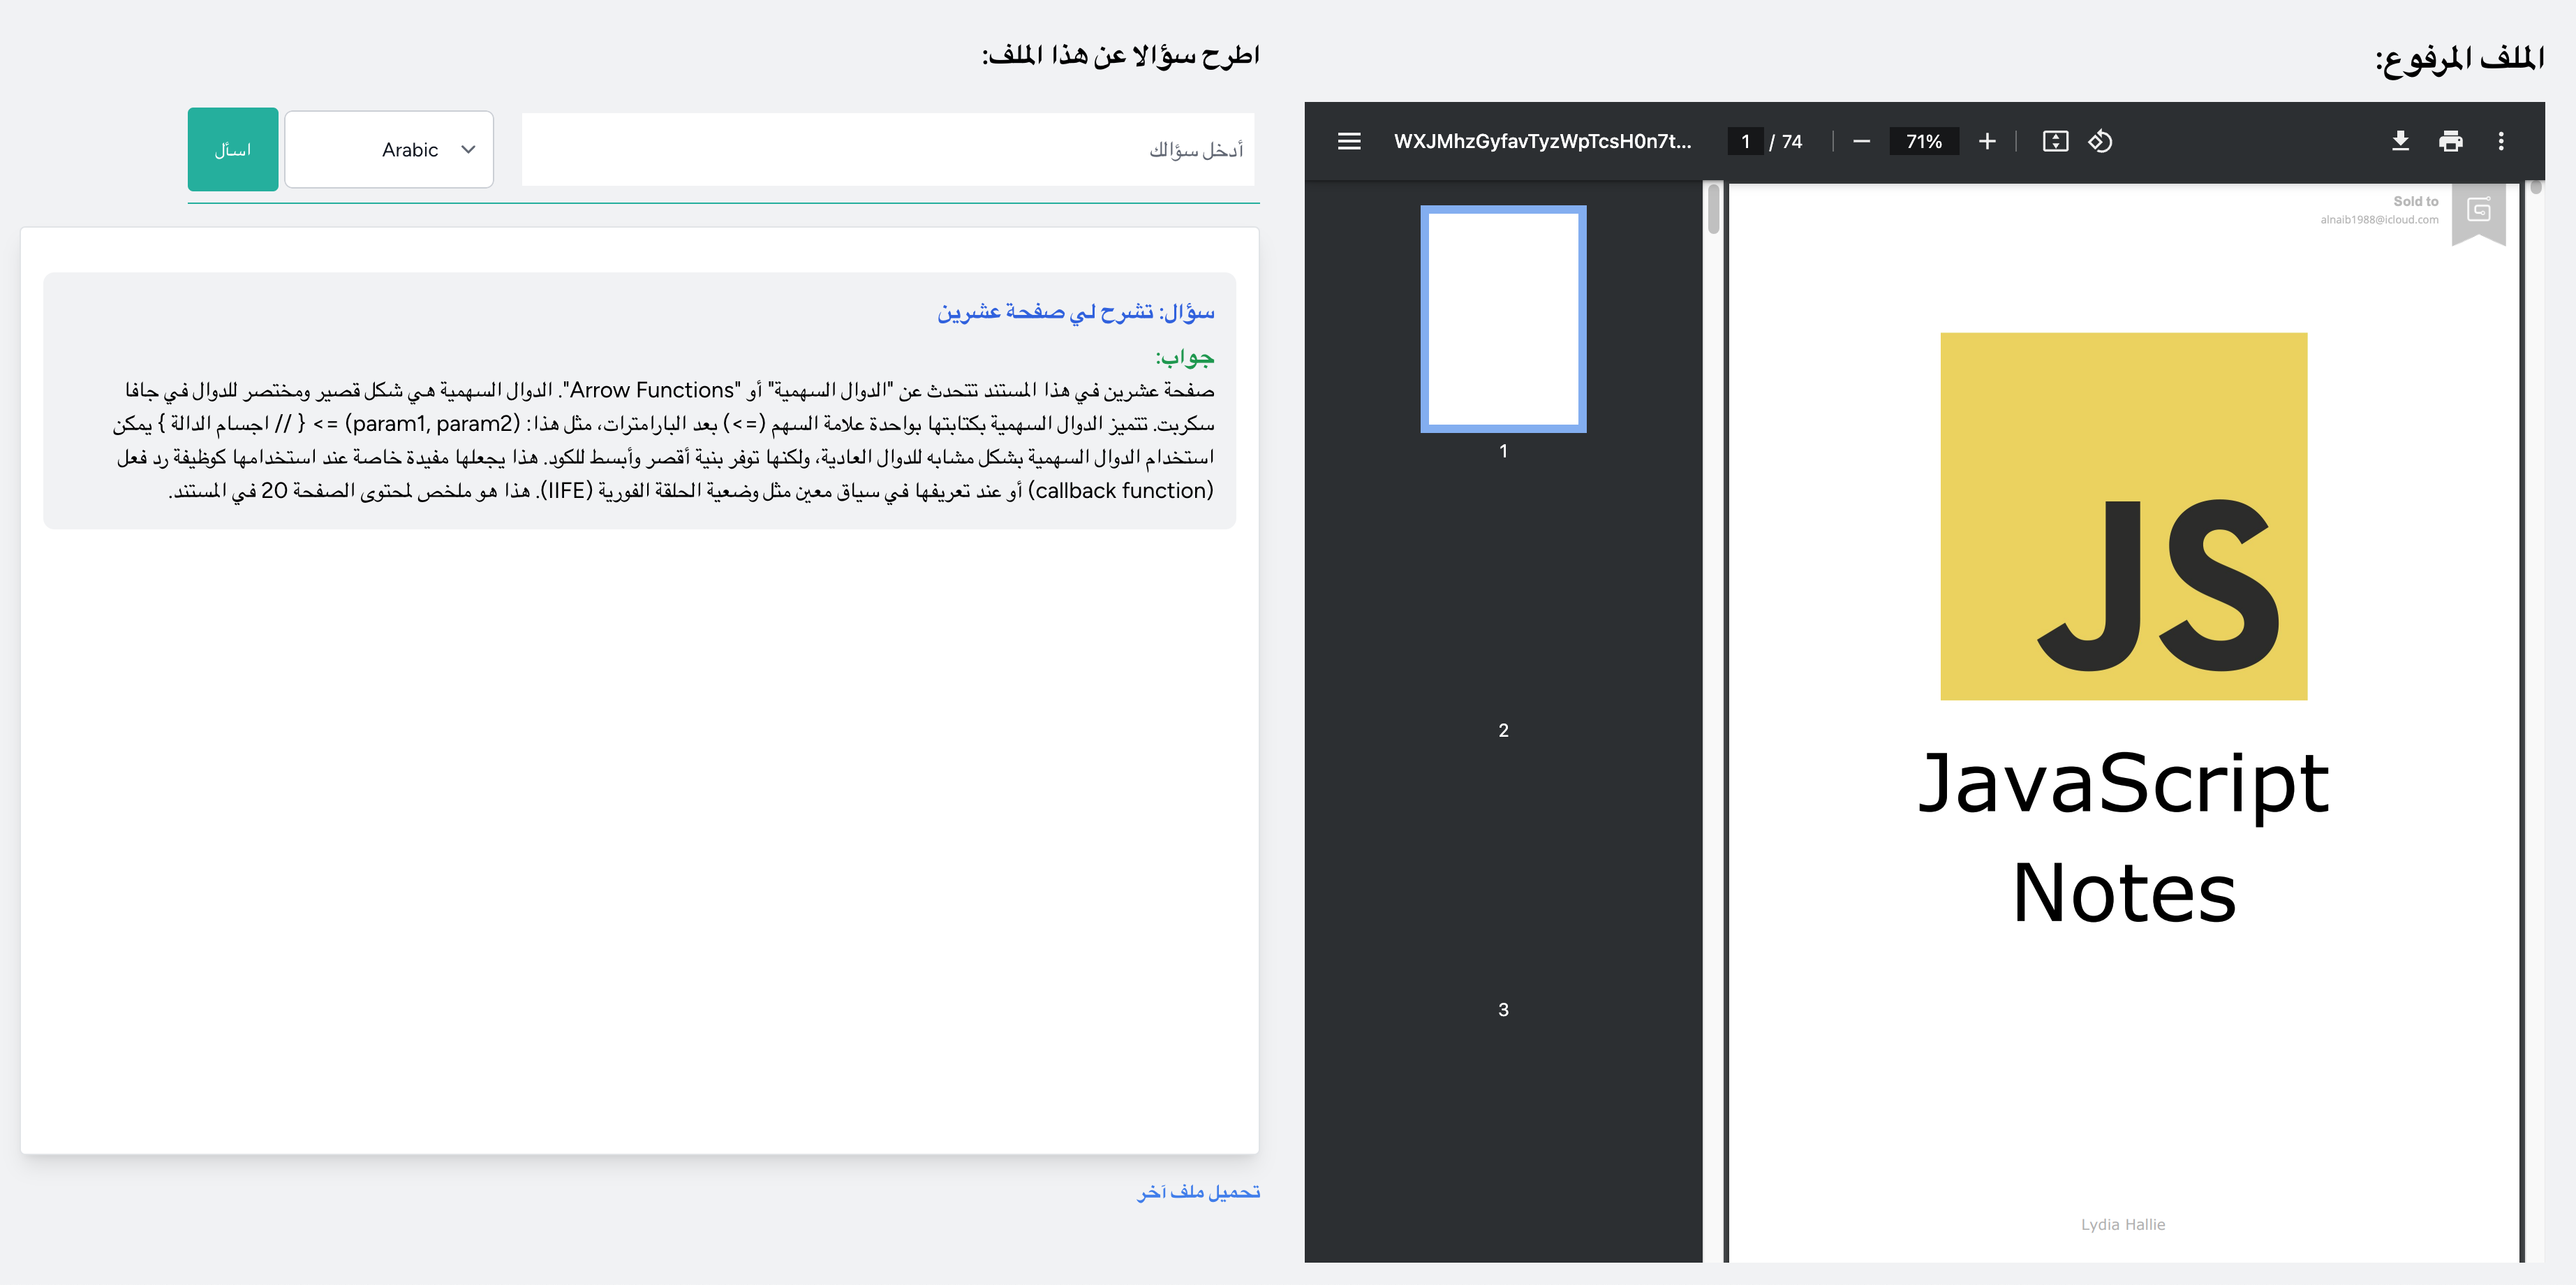 الملف المرفوع:
WXJMhzGyfavTyzWpTcsH0n7t...
1 / 74
71%
1
2
3
Sold to
alnaib1988@icloud.com
JS
JavaScript
Notes
Lydia Hallie
اطرح سؤالا عن هذا الملف:
أدخل سؤالك
Arabic
اسأل
سؤال: تشرح لي صفحة عشرين
جواب:
صفحة عشرين في هذا المستند تتحدث عن "الدوال السهمية" أو "Arrow Functions". الدوال السهمية هي شكل قصير ومختصر للدوال في جافا
سكربت. تتميز الدوال السهمية بكتابتها بواحدة علامة السهم (=>) بعد البارامترات، مثل هذا: (param1, param2) => { // اجسام الدالة } يمكن
استخدام الدوال السهمية بشكل مشابه للدوال العادية، ولكنها توفر بنية أقصر وأبسط للكود. هذا يجعلها مفيدة خاصة عند استخدامها كوظيفة رد فعل
(callback function) أو عند تعريفها في سياق معين مثل وضعية الحلقة الفورية (IIFE). هذا هو ملخص لمحتوى الصفحة 20 في المستند.
تحميل ملف آخر